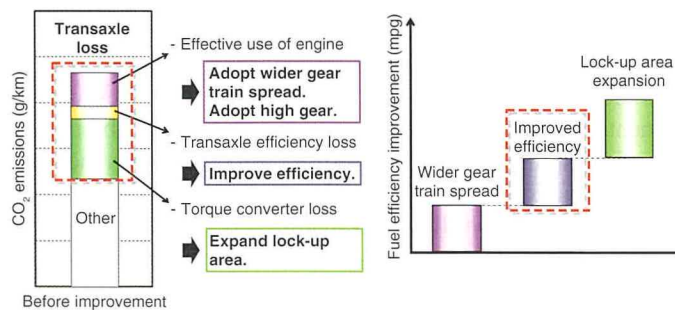 Transaxle
loss
CO₂ emissions (g/km)
Other
Before improvement
- Effective use of engine
Adopt wider gear
train spread.
Adopt high gear.
- Transaxle efficiency loss
Improve efficiency.
- Torque converter loss
Expand lock-up
area.
Fuel efficiency improvement (mpg)
Wider gear
train spread
Improved
efficiency
Lock-up area
expansion